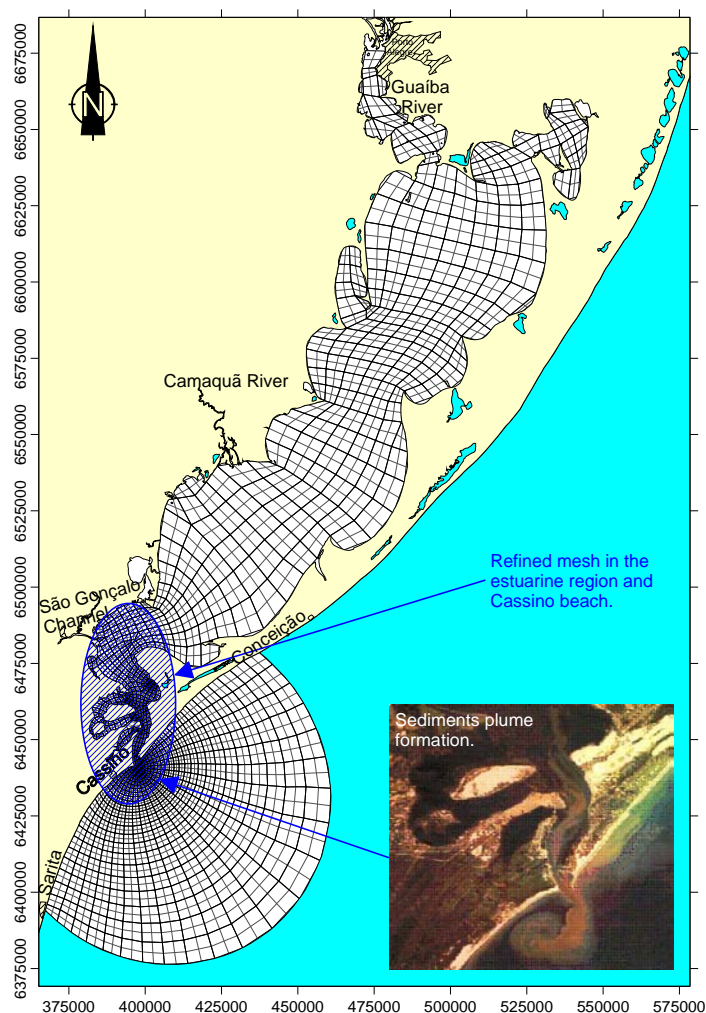 6675000
6650000
6625000
6600000
6575000
6550000
6525000
6500000
6475000
6450000
6425000
6400000
6375000
N
Porto
Alegre
Guaíba
River
Camaquã River
São Gonçalo
Channel
Conceição
Refined mesh in the
estuarine region and
Cassino beach.
Cassino
Sediments plume
formation.
Sarita
375000 400000 425000 450000 475000 500000 525000 550000 575000